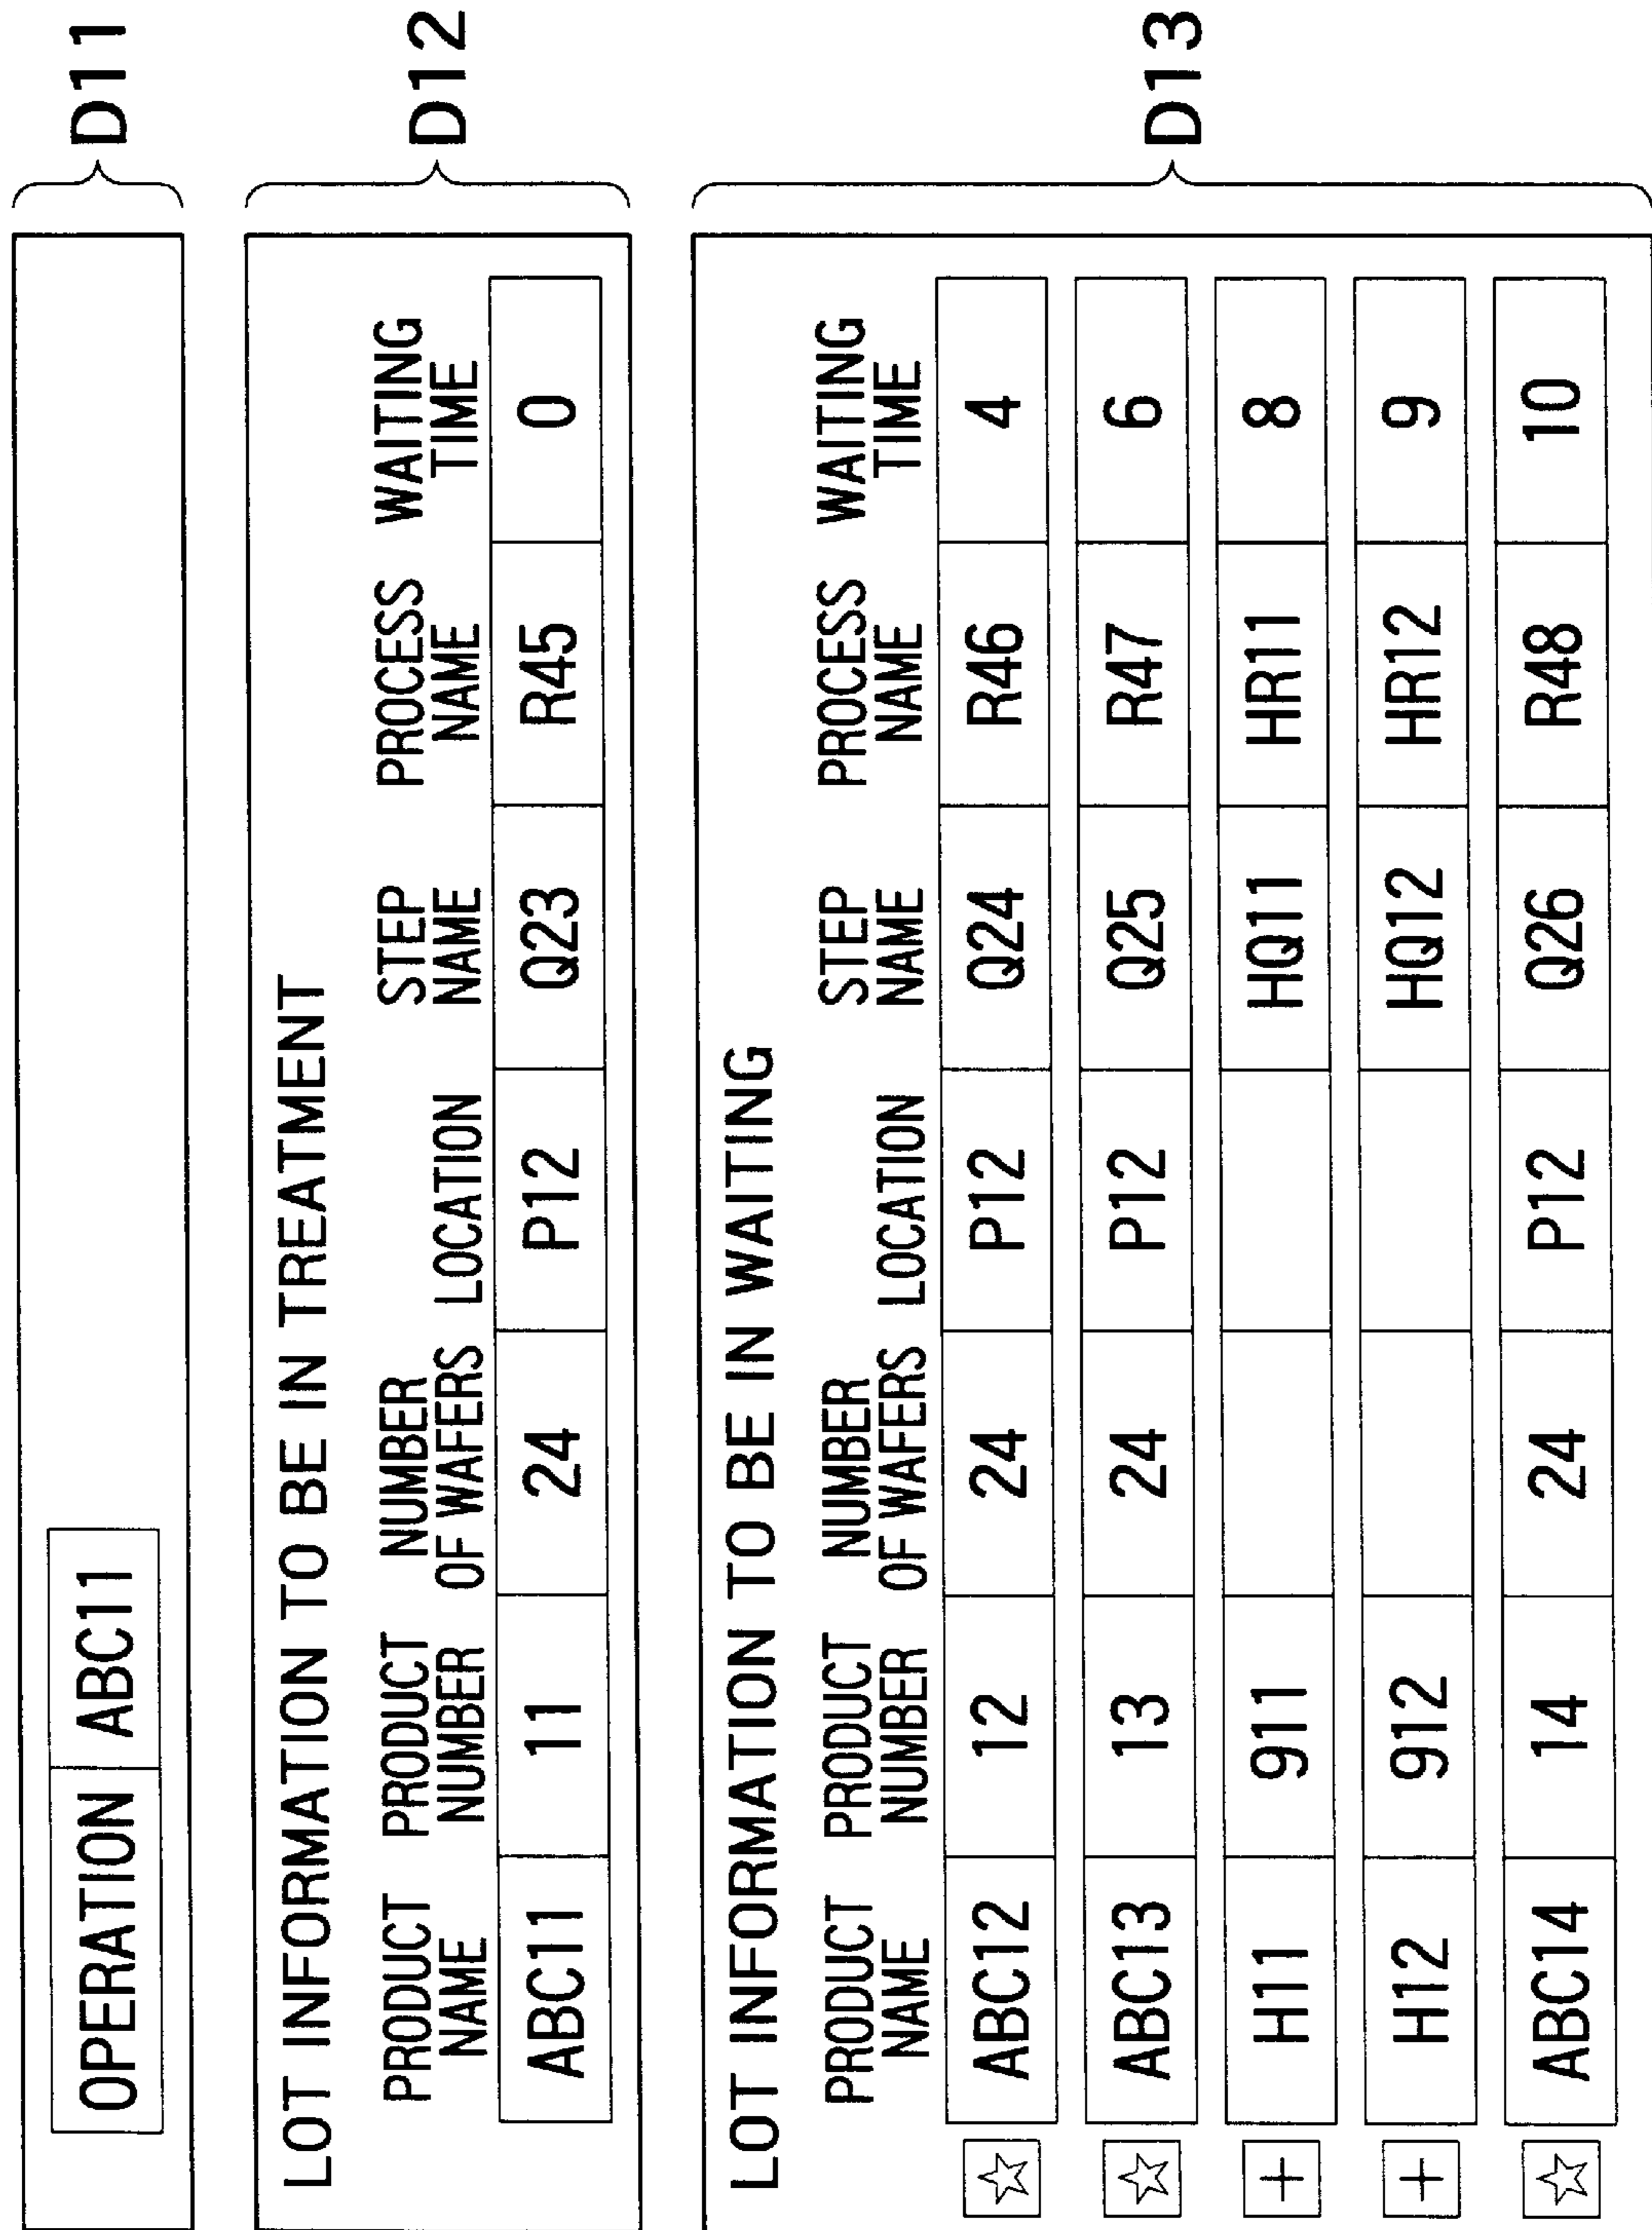 OPERATION ABC11
D11
LOT INFORMATION TO BE IN TREATMENT
PRODUCT NAME PRODUCT NUMBER NUMBER OF WAFERS LOCATION STEP NAME PROCESS NAME WAITING TIME
ABC11 11 24 P12 Q23 R45 0
D12
LOT INFORMATION TO BE IN WAITING
PRODUCT NAME PRODUCT NUMBER NUMBER OF WAFERS LOCATION STEP NAME PROCESS NAME WAITING TIME
☆ ABC12 12 24 P12 Q24 R46 4
☆ ABC13 13 24 P12 Q25 R47 6
+ H11 911 HQ11 HR11 8
+ H12 912 HQ12 HR12 9
☆ ABC14 14 24 P12 Q26 R48 10
D13